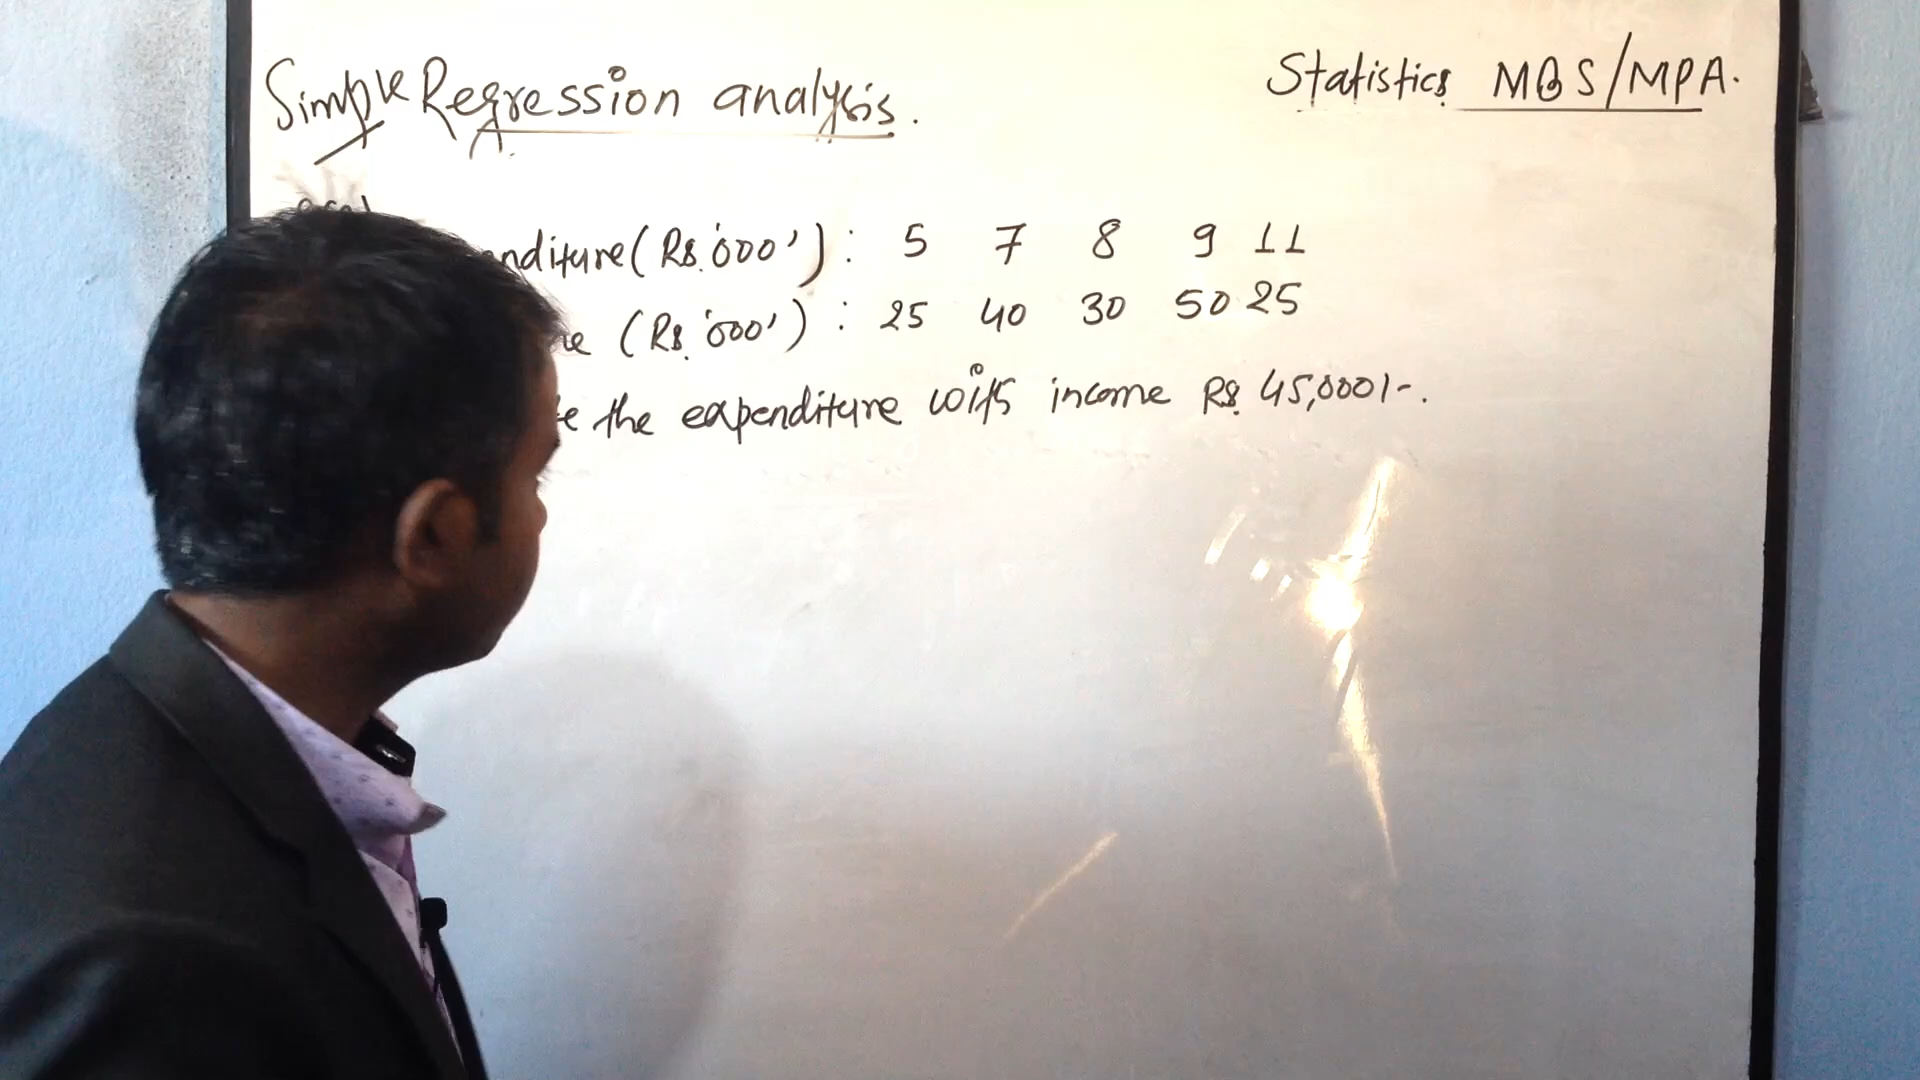 Simple Regression analysis.
Statistics MBS/MPA.
nditure (Rs.'000') : 5 7 8 9 11
(Rs.'000') : 25 40 30 50 25
the expenditure with income Rs. 45,000/-.